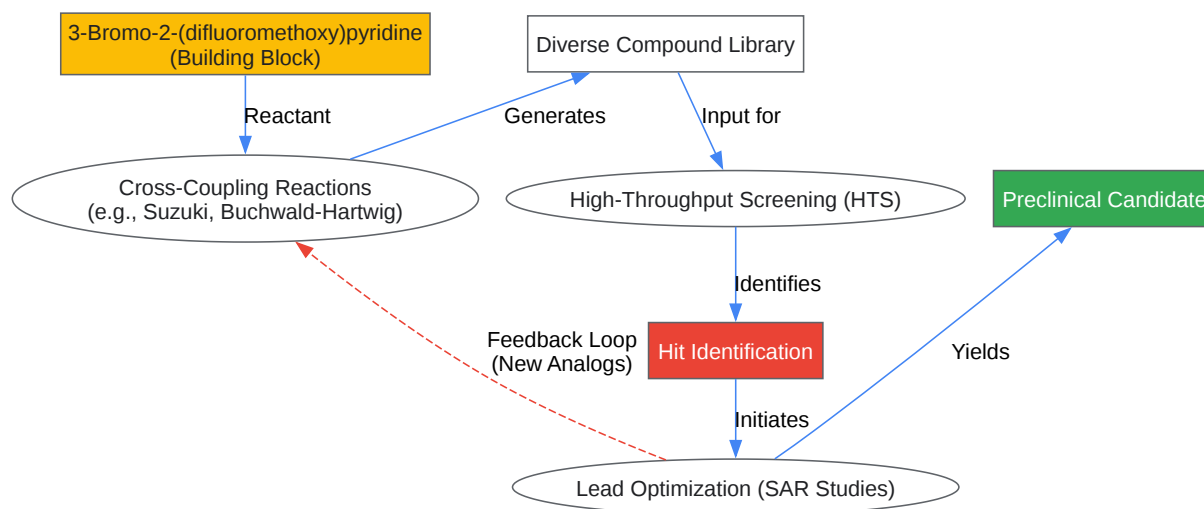 3-Bromo-2-(difluoromethoxy)pyridine
(Building Block)
Diverse Compound Library
Reactant
Generates
Input for
Cross-Coupling Reactions
(e.g., Suzuki, Buchwald-Hartwig)
High-Throughput Screening (HTS)
Preclinical Candidate
Identifies
Feedback Loop
(New Analogs)
Hit Identification
Yields
Initiates
Lead Optimization (SAR Studies)